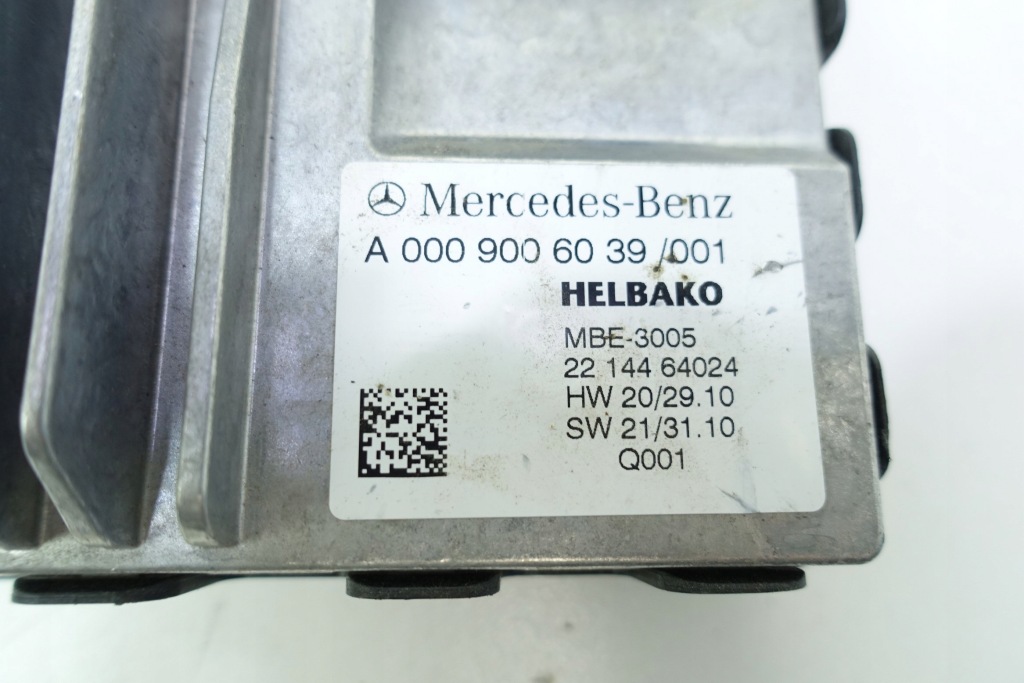 Mercedes-Benz
A 000 900 60 39 /001
HELBAKO
MBE-3005
22 144 64024
HW 20/29.10
SW 21/31.10
Q001